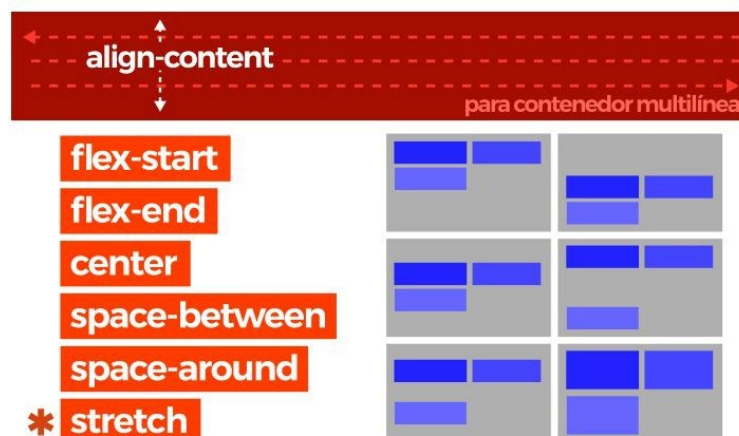 align-content
para contenedor multilínea
flex-start
flex-end
center
space-between
space-around
* stretch